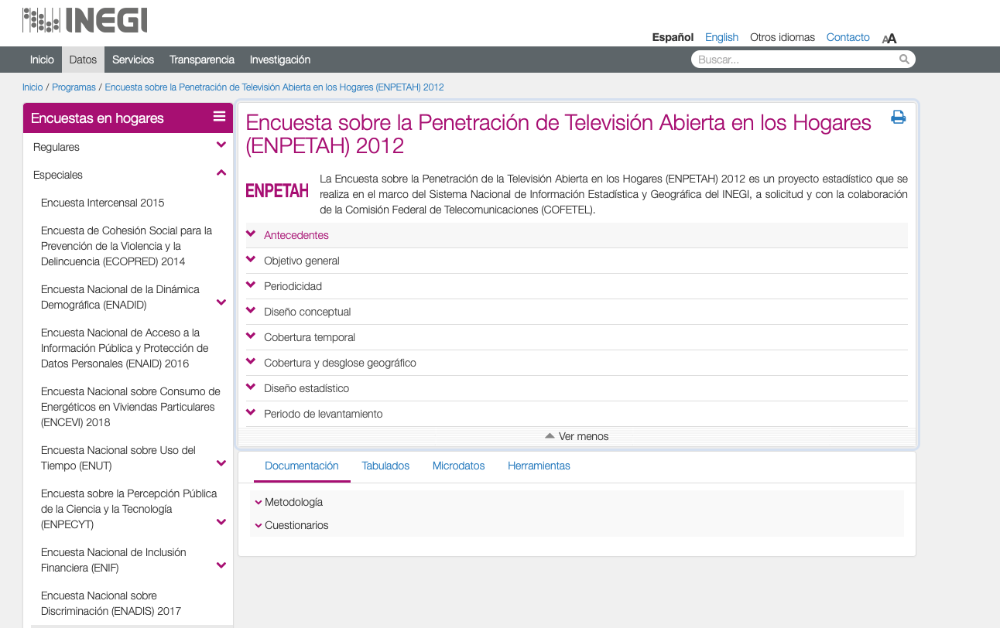 INEGI
Español English Otros idiomas Contacto AA
Inicio Datos Servicios Transparencia Investigación Buscar...
Inicio / Programas / Encuesta sobre la Penetración de Televisión Abierta en los Hogares (ENPETAH) 2012
Encuestas en hogares
Regulares
Especiales
Encuesta Intercensal 2015
Encuesta de Cohesión Social para la
Prevención de la Violencia y la
Delincuencia (ECOPRED) 2014
Encuesta Nacional de la Dinámica
Demográfica (ENADID)
Encuesta Nacional de Acceso a la
Información Pública y Protección de
Datos Personales (ENAID) 2016
Encuesta Nacional sobre Consumo de
Energéticos en Viviendas Particulares
(ENCEVI) 2018
Encuesta Nacional sobre Uso del
Tiempo (ENUT)
Encuesta sobre la Percepción Pública
de la Ciencia y la Tecnología
(ENPECYT)
Encuesta Nacional de Inclusión
Financiera (ENIF)
Encuesta Nacional sobre
Discriminación (ENADIS) 2017
Encuesta sobre la Penetración de Televisión Abierta en los Hogares
(ENPETAH) 2012
ENPETAH
La Encuesta sobre la Penetración de la Televisión Abierta en los Hogares (ENPETAH) 2012 es un proyecto estadístico que se
realiza en el marco del Sistema Nacional de Información Estadística y Geográfica del INEGI, a solicitud y con la colaboración
de la Comisión Federal de Telecomunicaciones (COFETEL).
Antecedentes
Objetivo general
Periodicidad
Diseño conceptual
Cobertura temporal
Cobertura y desglose geográfico
Diseño estadístico
Periodo de levantamiento
Ver menos
Documentación Tabulados Microdatos Herramientas
Metodología
Cuestionarios